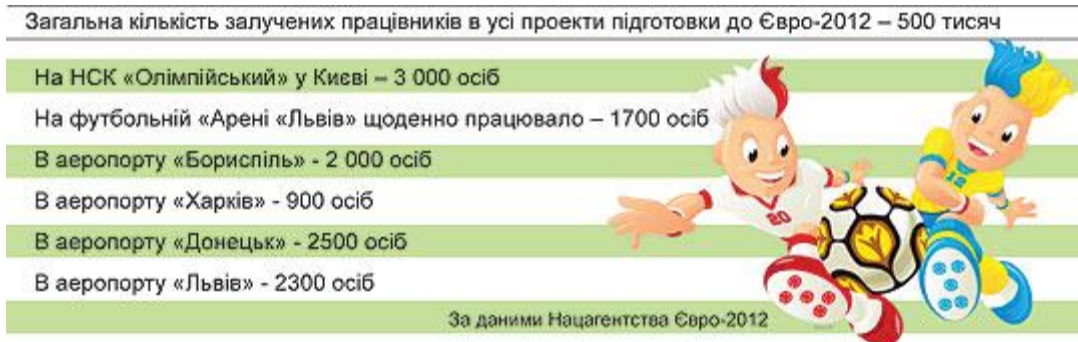 Загальна кількість залучених працівників в усі проекти підготовки до Євро-2012 – 500 тисяч
На НСК «Олімпійський» у Києві – 3 000 осіб
На футбольній «Арені «Львів» щоденно працювало – 1700 осіб
В аеропорту «Бориспіль» - 2 000 осіб
В аеропорту «Харків» - 900 осіб
В аеропорту «Донецьк» - 2500 осіб
В аеропорту «Львів» - 2300 осіб
За даними Нацагентства Євро-2012
20
12